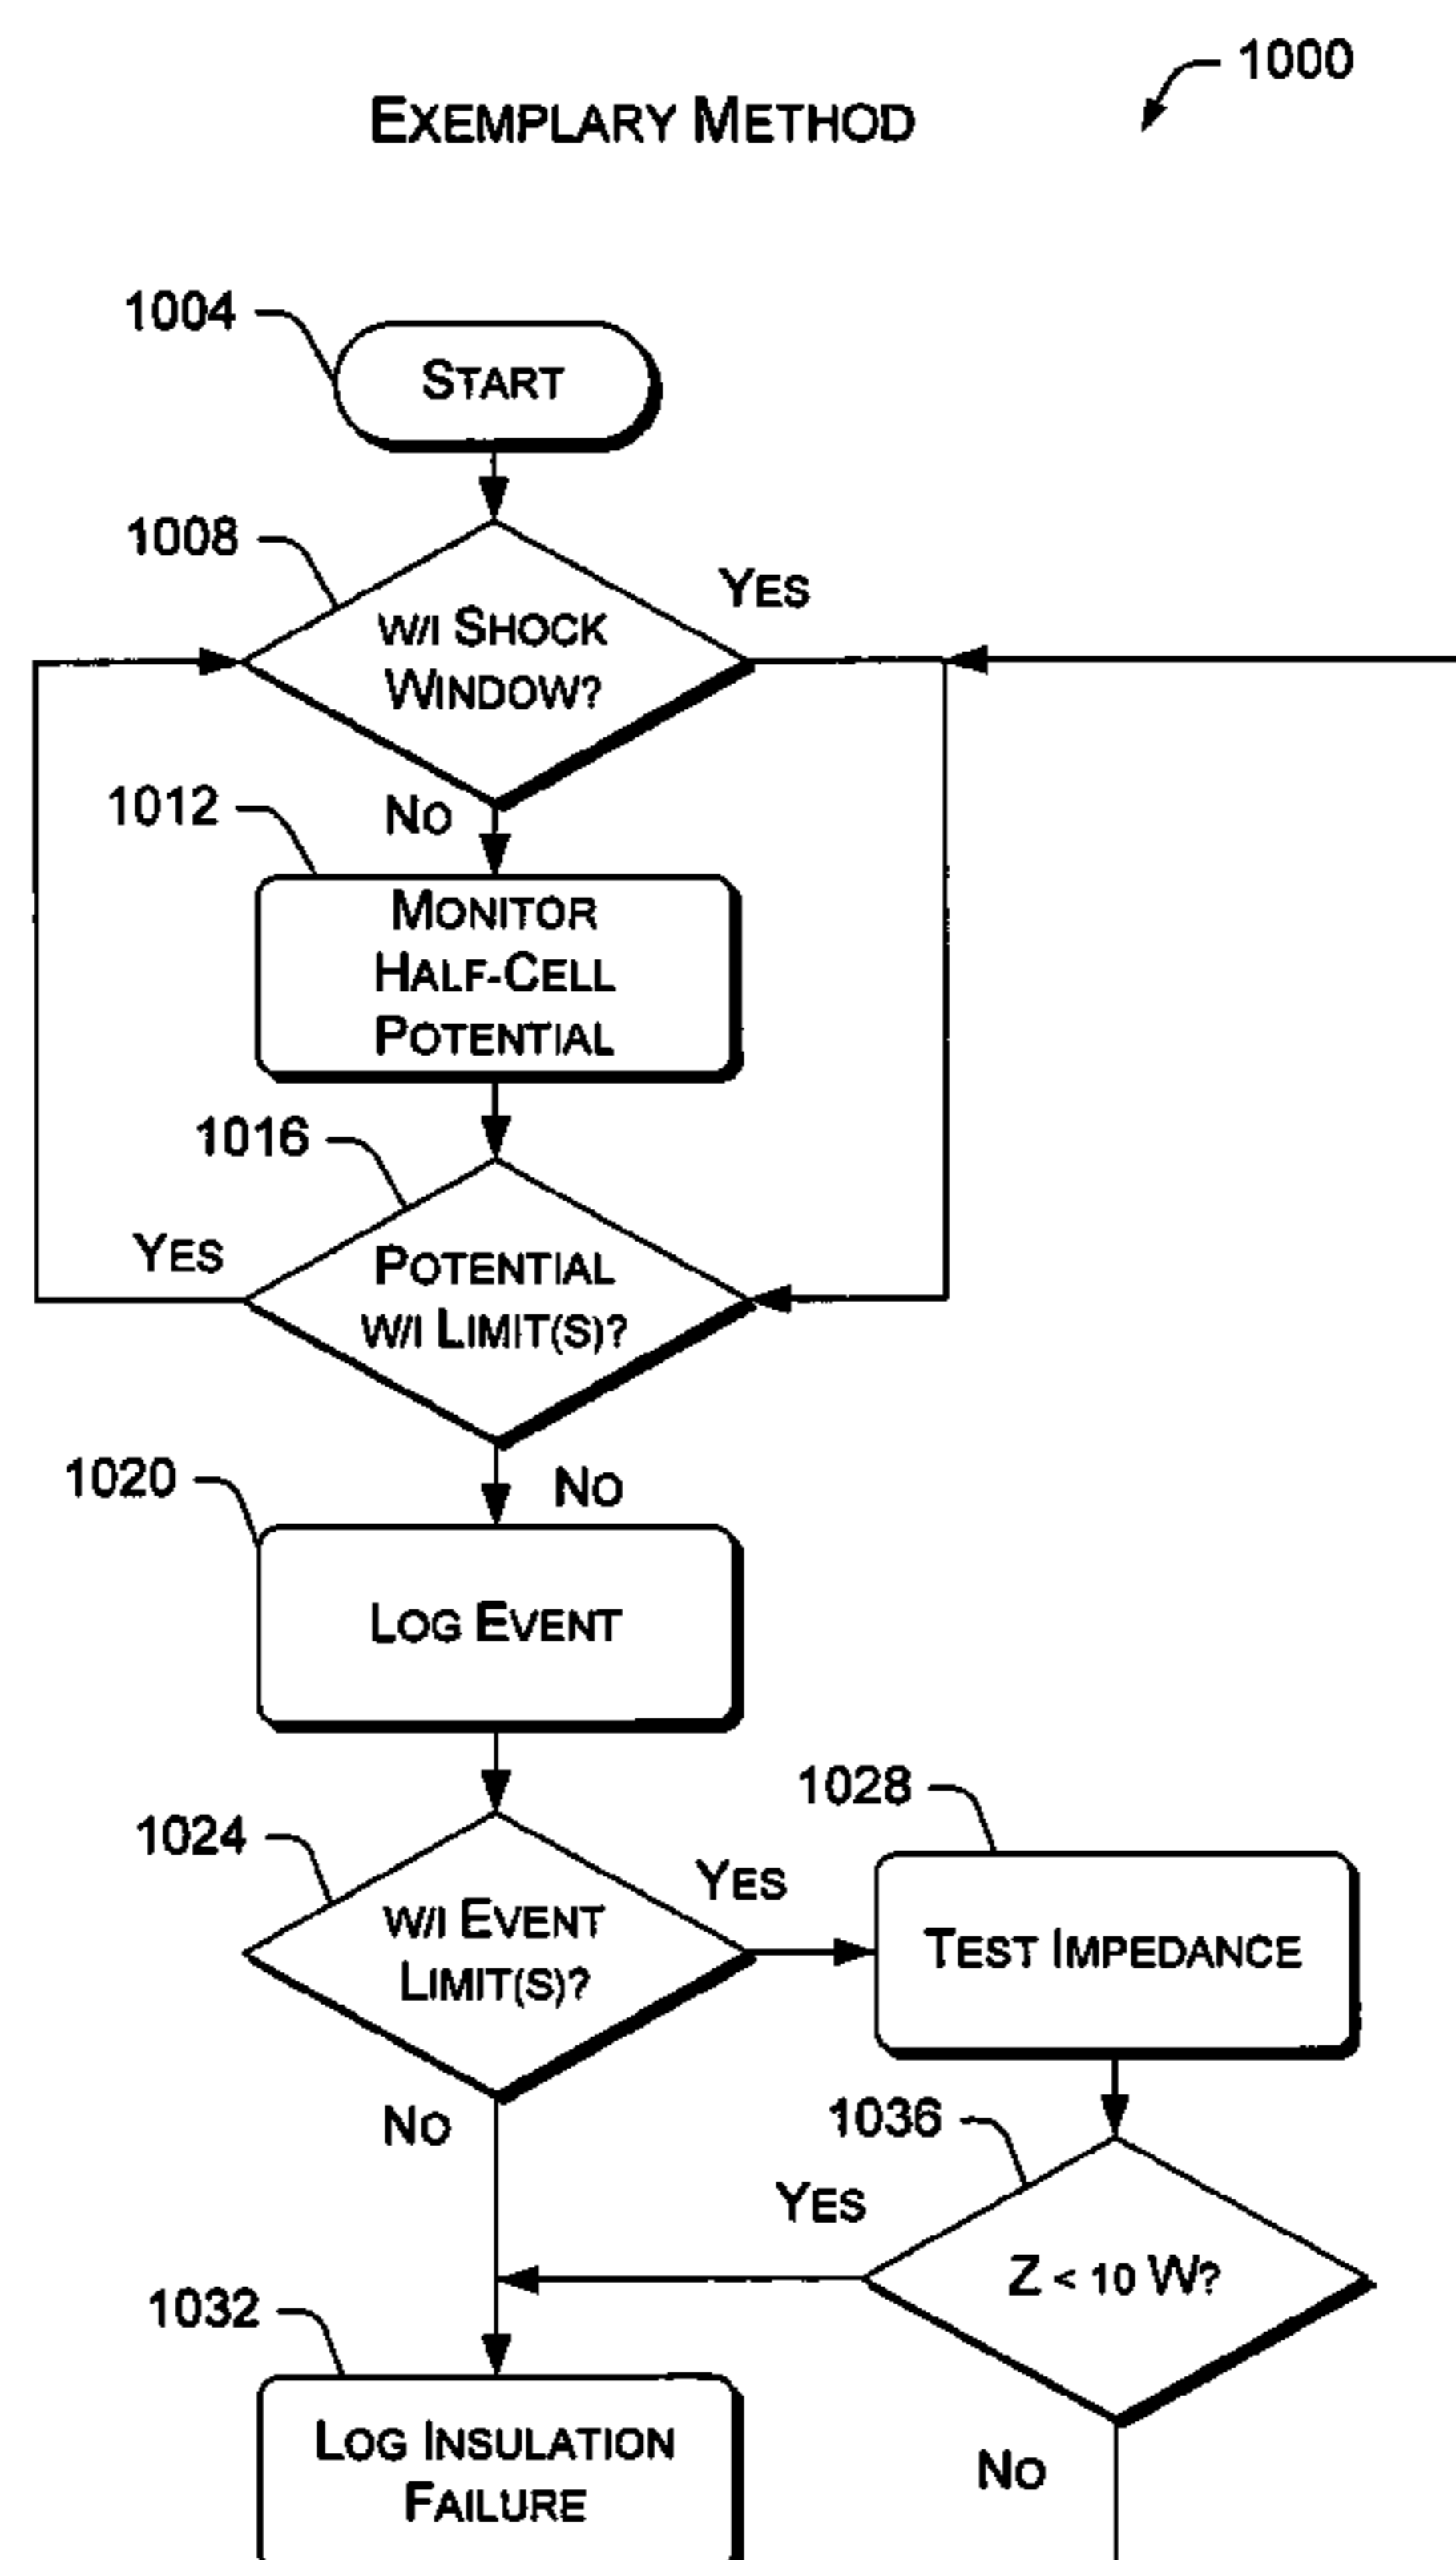 1000
EXEMPLARY METHOD
1004
START
1008
YES
W/I SHOCK
WINDOW?
1012
NO
MONITOR
HALF-CELL
POTENTIAL
1016
YES
POTENTIAL
W/I LIMIT(S)?
1020
NO
LOG EVENT
1028
1024
YES
W/I EVENT
LIMIT(S)?
TEST IMPEDANCE
NO
1036
YES
Z < 10 W?
1032
LOG INSULATION
FAILURE
NO